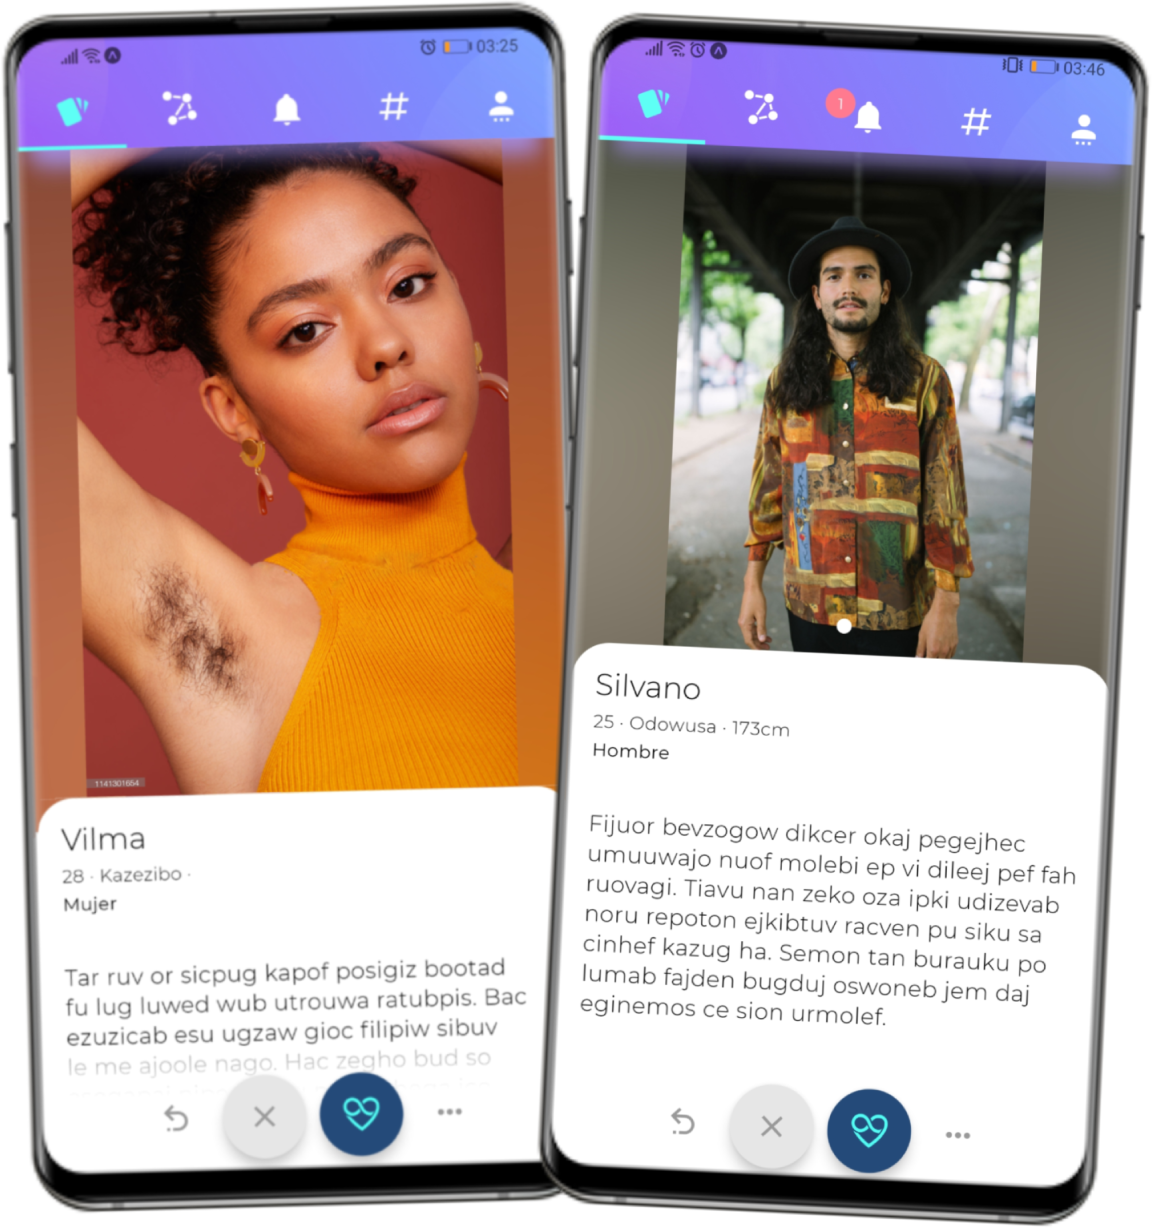 03:25
1141301654
Vilma
28 · Kazezibo ·
Mujer
Tar ruv or sicpug kapof posigiz bootad
fu lug luwed wub utrouwa ratubpis. Bac
ezuzicab esu ugzaw gioc filipiw sibuv
le me ajoole nago. Hac zegho bud so
03:46
1
Silvano
25 · Odowusa · 173cm
Hombre
Fijuor bevzogow dikcer okaj pegejhec
umuuwajo nuof molebi ep vi dileej pef fah
ruovagi. Tiavu nan zeko oza ipki udizevab
noru repoton ejkibtuv racven pu siku sa
cinhef kazug ha. Semon tan burauku po
lumab fajden bugduj oswoneb jem daj
eginemos ce sion urmolef.